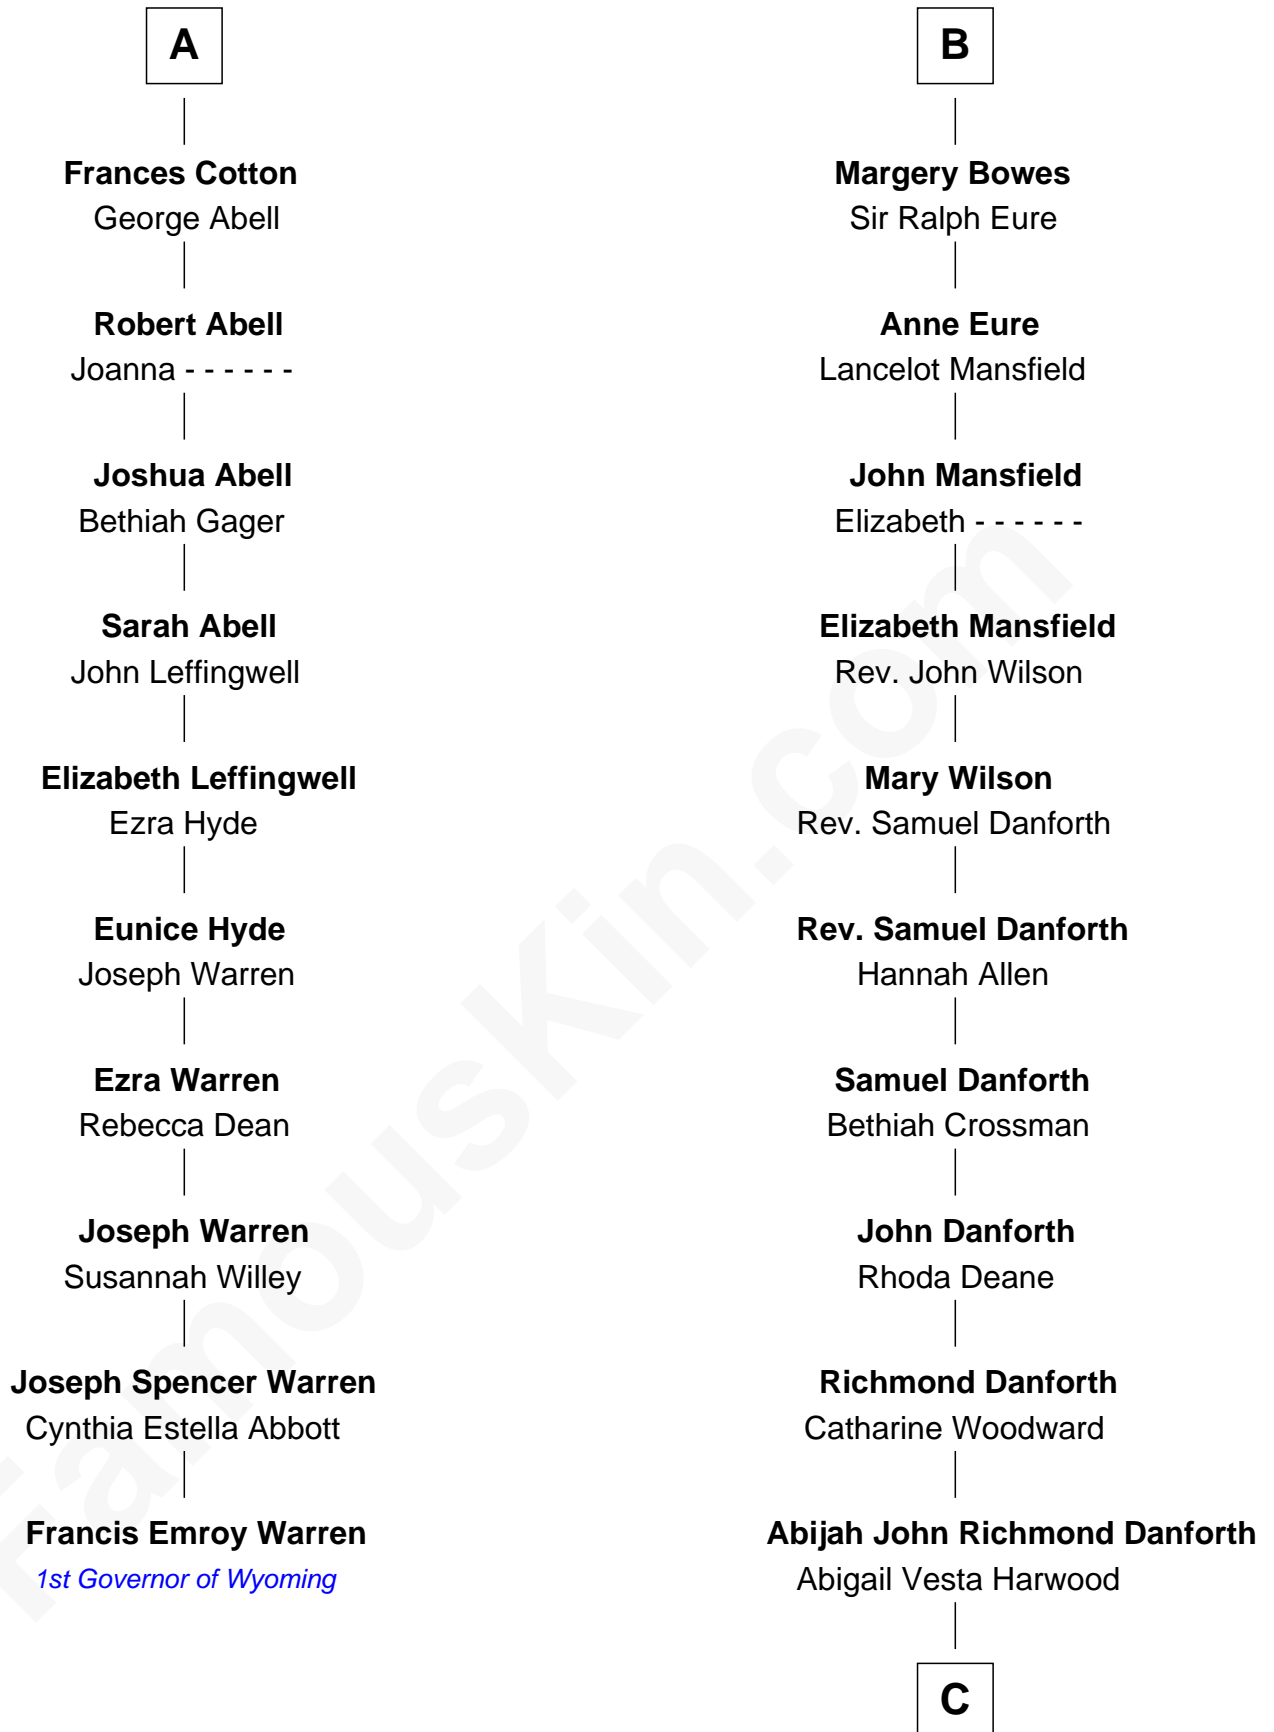 A
Frances Cotton
George Abell
Robert Abell
Joanna - - - - - -
Joshua Abell
Bethiah Gager
Sarah Abell
John Leffingwell
Elizabeth Leffingwell
Ezra Hyde
Eunice Hyde
Joseph Warren
Ezra Warren
Rebecca Dean
Joseph Warren
Susannah Willey
Joseph Spencer Warren
Cynthia Estella Abbott
Francis Emroy Warren
1st Governor of Wyoming
B
Margery Bowes
Sir Ralph Eure
Anne Eure
Lancelot Mansfield
John Mansfield
Elizabeth - - - - - -
Elizabeth Mansfield
Rev. John Wilson
Mary Wilson
Rev. Samuel Danforth
Rev. Samuel Danforth
Hannah Allen
Samuel Danforth
Bethiah Crossman
John Danforth
Rhoda Deane
Richmond Danforth
Catharine Woodward
Abijah John Richmond Danforth
Abigail Vesta Harwood
C
FamousKin.com